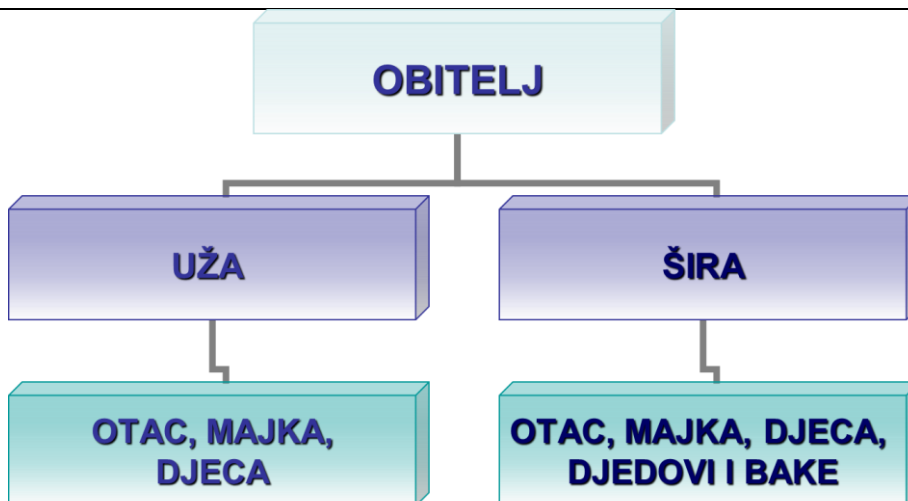 OBITELJ
UŽA
ŠIRA
OTAC, MAJKA,
DJECA
OTAC, MAJKA, DJECA,
DJEDOVI I BAKE